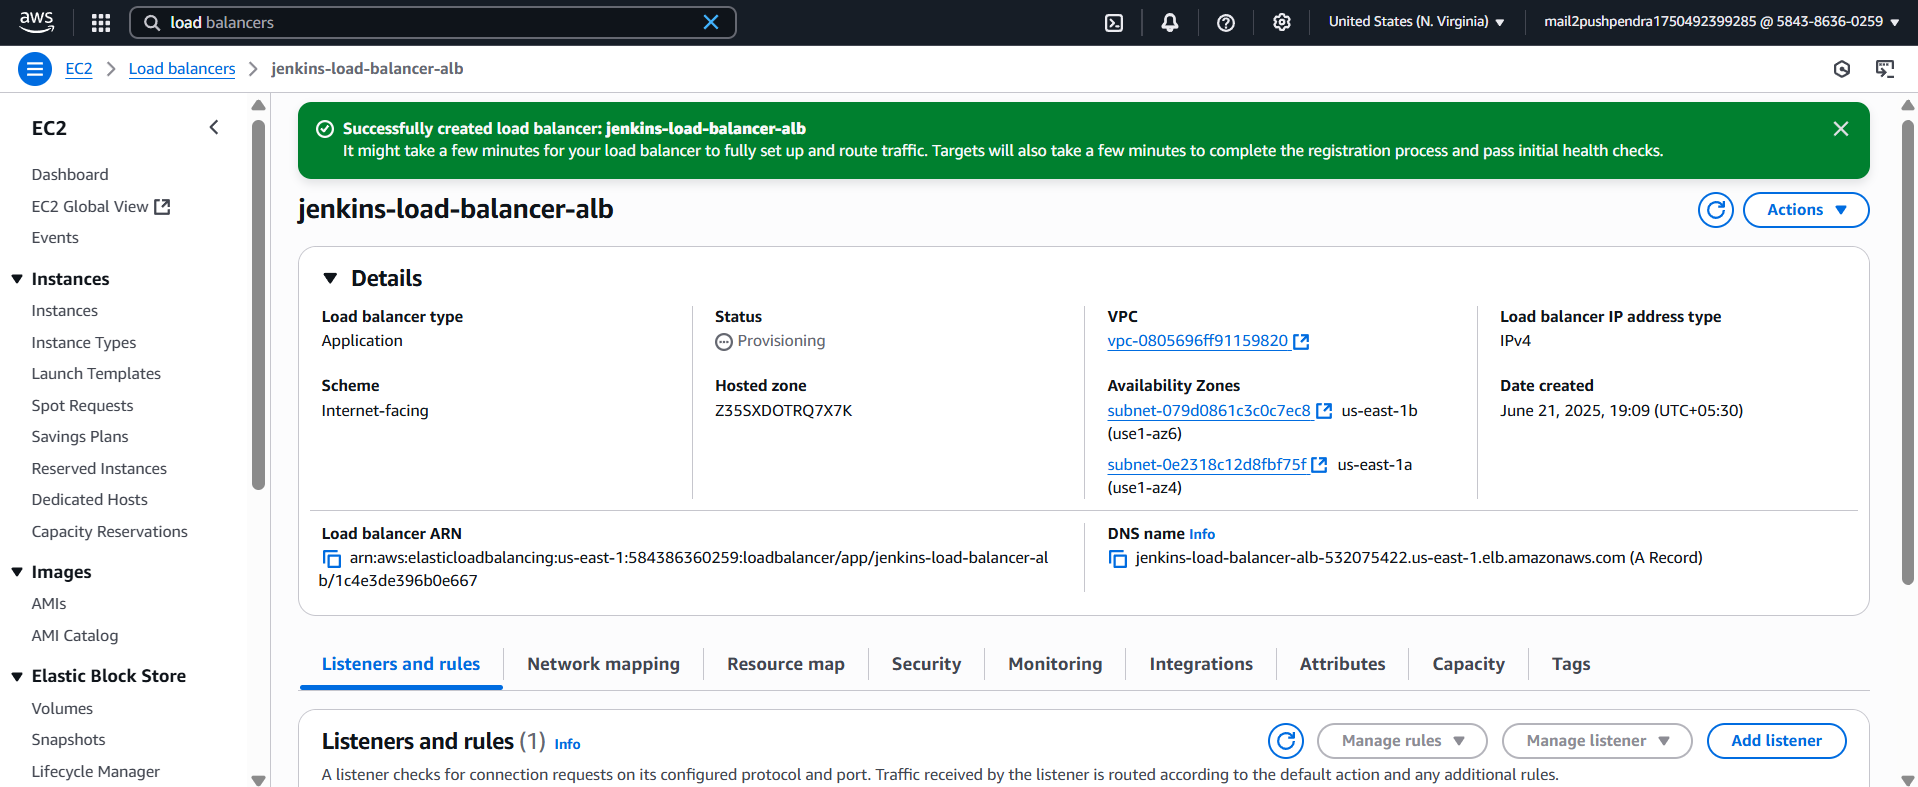 aws
load balancers
United States (N. Virginia)
mail2pushpendra1750492399285 @ 5843-8636-0259
EC2
Load balancers
jenkins-load-balancer-alb
EC2
Dashboard
EC2 Global View
Events
Instances
Instances
Instance Types
Launch Templates
Spot Requests
Savings Plans
Reserved Instances
Dedicated Hosts
Capacity Reservations
Images
AMIs
AMI Catalog
Elastic Block Store
Volumes
Snapshots
Lifecycle Manager
Successfully created load balancer: jenkins-load-balancer-alb
It might take a few minutes for your load balancer to fully set up and route traffic. Targets will also take a few minutes to complete the registration process and pass initial health checks.
jenkins-load-balancer-alb
Actions
Details
Load balancer type
Application
Status
Provisioning
VPC
vpc-0805696ff91159820
Load balancer IP address type
IPv4
Scheme
Internet-facing
Hosted zone
Z35SXDOTRQ7X7K
Availability Zones
subnet-079d0861c3c0c7ec8 us-east-1b
(use1-az6)
subnet-0e2318c12d8fbf75f us-east-1a
(use1-az4)
Date created
June 21, 2025, 19:09 (UTC+05:30)
Load balancer ARN
arn:aws:elasticloadbalancing:us-east-1:584386360259:loadbalancer/app/jenkins-load-balancer-al
b/1c4e3de396b0e667
DNS name Info
jenkins-load-balancer-alb-532075422.us-east-1.elb.amazonaws.com (A Record)
Listeners and rules
Network mapping
Resource map
Security
Monitoring
Integrations
Attributes
Capacity
Tags
Listeners and rules (1) Info
Manage rules
Manage listener
Add listener
A listener checks for connection requests on its configured protocol and port. Traffic received by the listener is routed according to the default action and any additional rules.